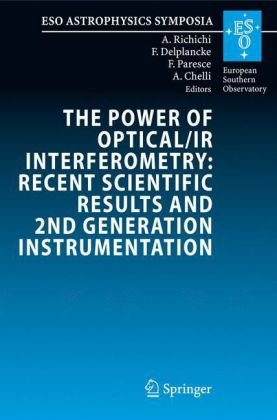 ESO ASTROPHYSICS SYMPOSIA
A. Richichi
F. Delplancke
F. Paresce
A. Chelli
Editors
ES
O
European
Southern
Observatory
THE POWER OF
OPTICAL/IR
INTERFEROMETRY:
RECENT SCIENTIFIC
RESULTS AND
2ND GENERATION
INSTRUMENTATION
Springer